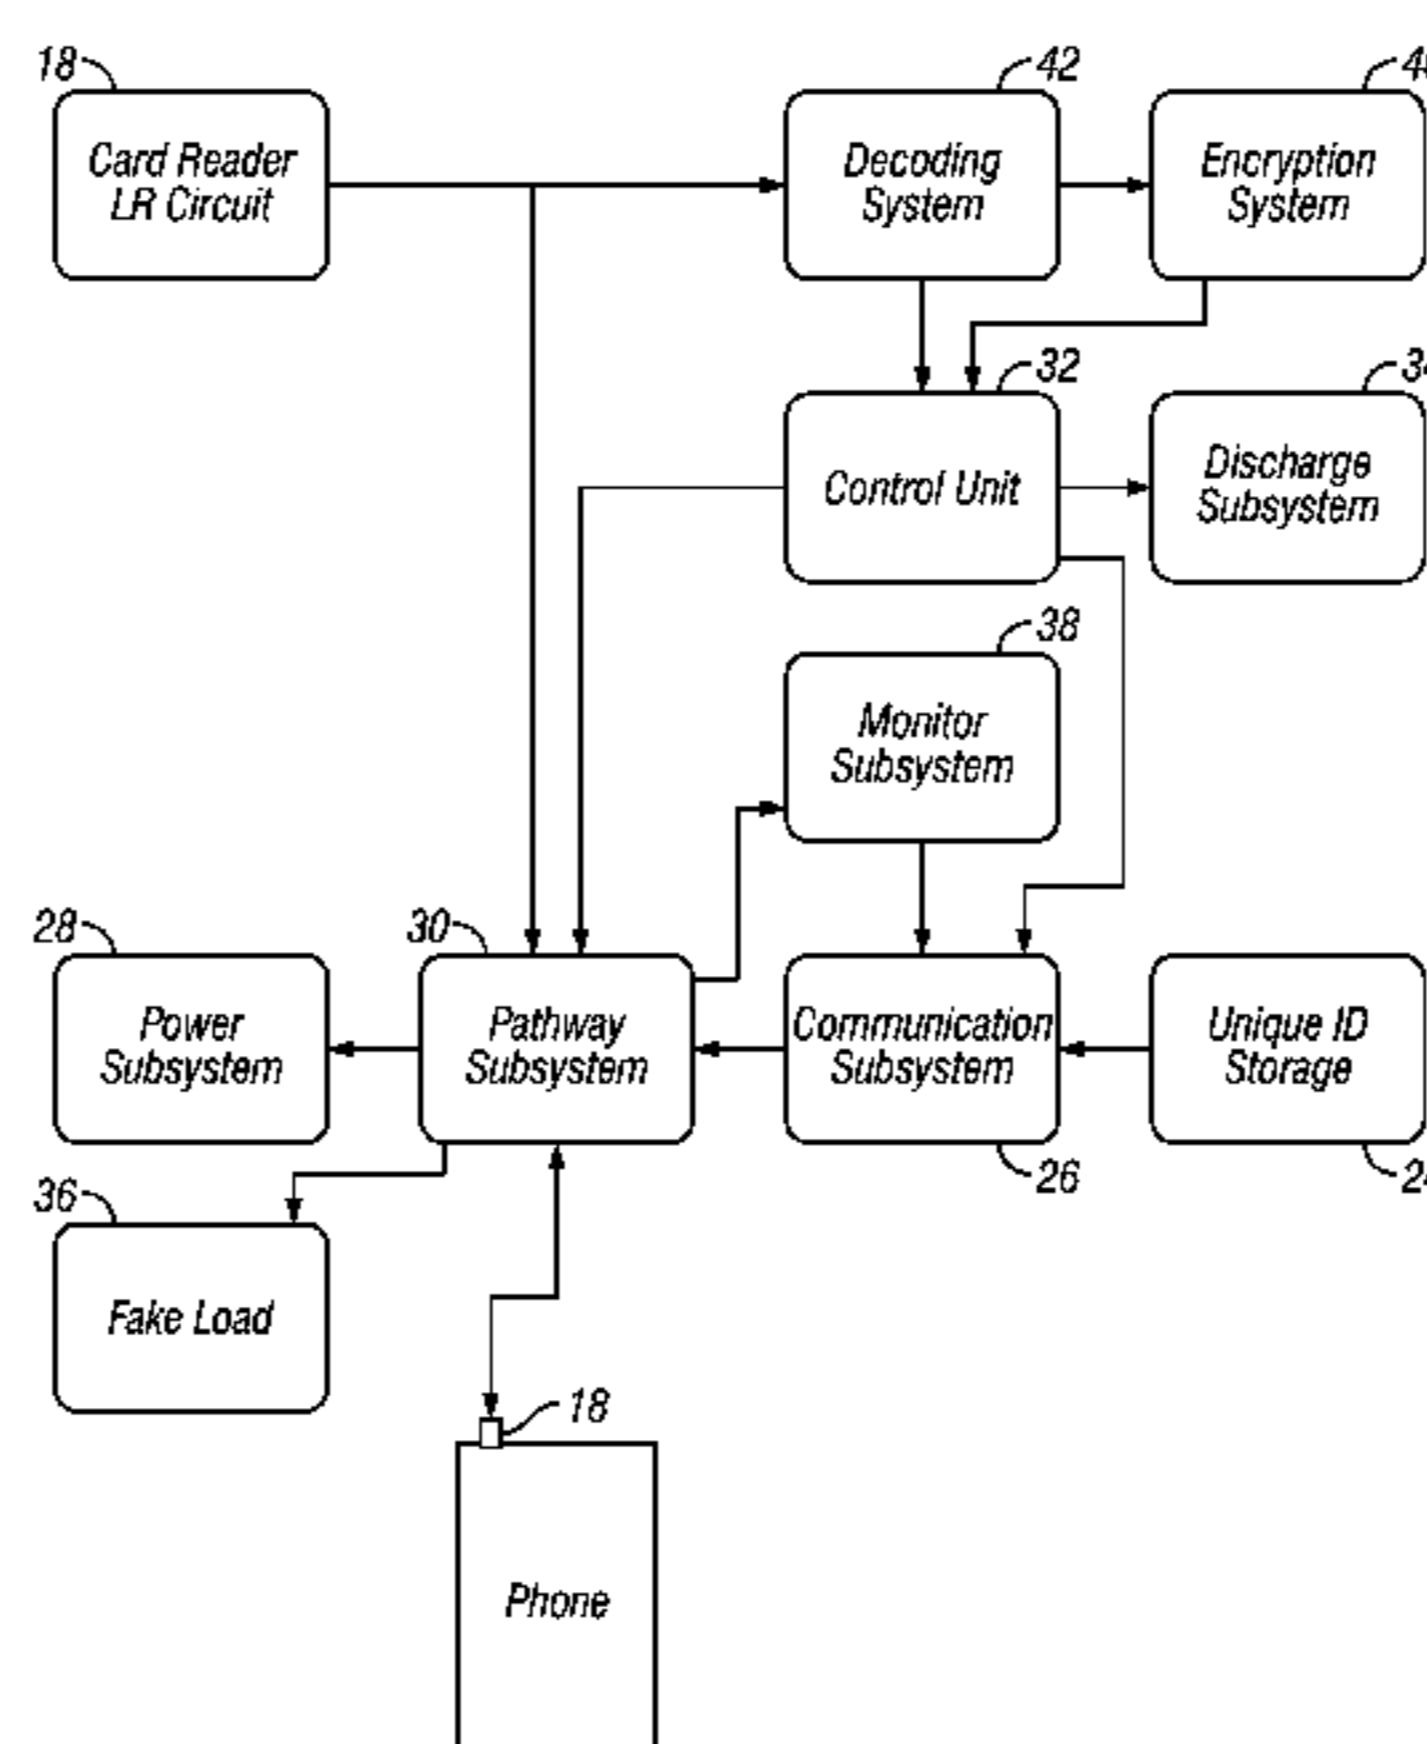 18
42
Card Reader
LR Circuit
Decoding
System
Encryption
System
32
Control Unit
Discharge
Subsystem
38
Monitor
Subsystem
28
30
Power
Subsystem
Pathway
Subsystem
Communication
Subsystem
Unique ID
Storage
26
36
Fake Load
18
Phone